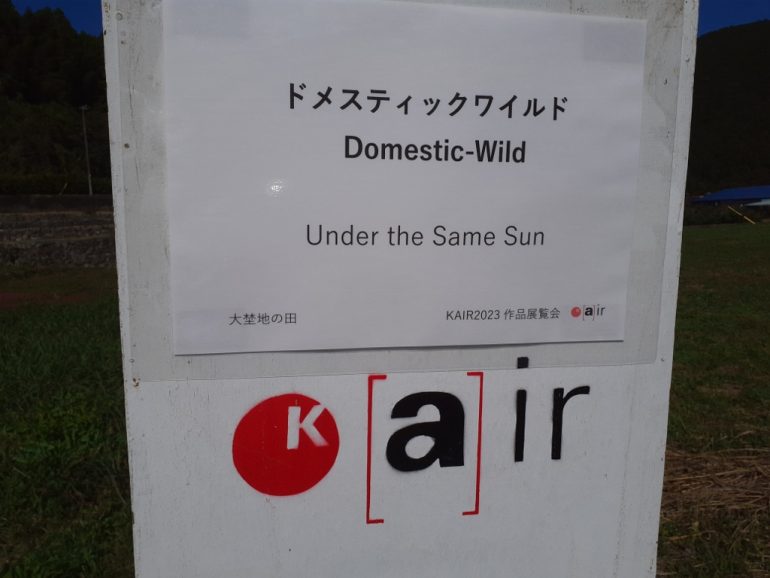 ドメスティックワイルド
Domestic-Wild
Under the Same Sun
大埜地の田
KAIR2023 作品展覧会 [a]ir
K [a] ir